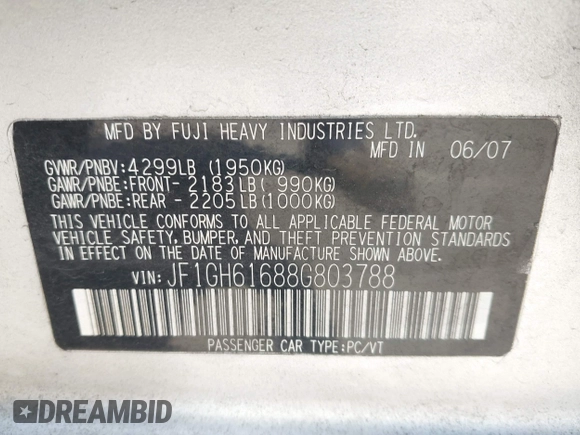 MFD BY FUJI HEAVY INDUSTRIES LTD.
MFD IN 06/07
GVWR/PNBV:4299LB (1950KG)
GAWR/PNBE:FRONT- 2183LB( 990KG)
GAWR/PNBE:REAR - 2205LB(1000KG)
THIS VEHICLE CONFORMS TO ALL APPLICABLE FEDERAL MOTOR
VEHICLE SAFETY, BUMPER, AND THEFT PREVENTION STANDARDS
IN EFFECT ON THE DATE OF MANUFACTURE SHOWN ABOVE.
VIN: JF1GH61688G803788
PASSENGER CAR TYPE:PC/VT
DREAMBID